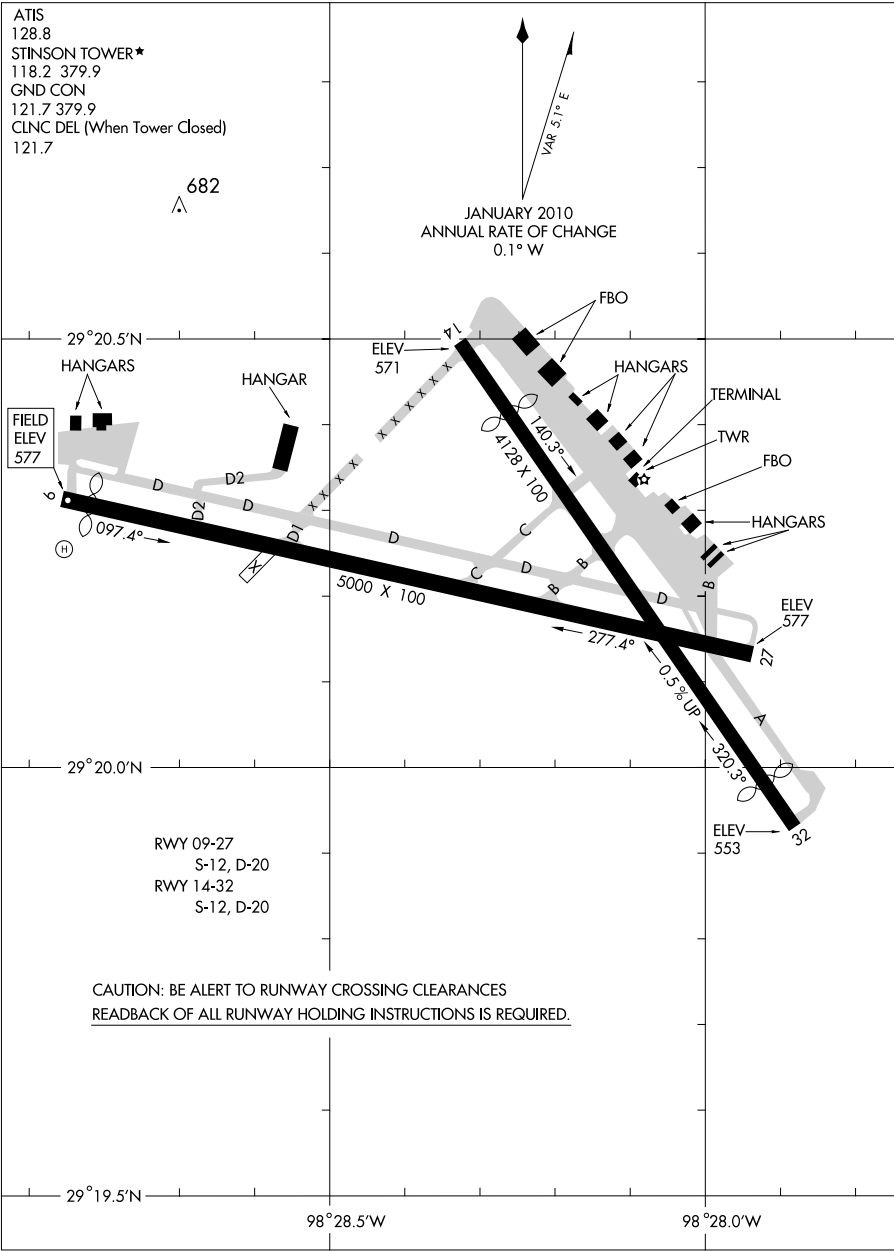 ATIS
128.8
STINSON TOWER★
118.2 379.9
GND CON
121.7 379.9
CLNC DEL (When Tower Closed)
121.7
682
VAR 5.1° E
JANUARY 2010
ANNUAL RATE OF CHANGE
0.1° W
FBO
14
29°20.5'N
ELEV
571
HANGARS
HANGAR
HANGARS
TERMINAL
TWR
FBO
HANGARS
FIELD
ELEV
577
9
H
097.4°
D
D2
D2
D
D1
X X X X X X X X X X X
X
D
5000 X 100
140.3°
4128 X 100
C
C
D
B
B
D
B
277.4°
ELEV
577
27
0.5% UP
A
320.3°
29°20.0'N
ELEV
553
32
RWY 09-27
S-12, D-20
RWY 14-32
S-12, D-20
CAUTION: BE ALERT TO RUNWAY CROSSING CLEARANCES
READBACK OF ALL RUNWAY HOLDING INSTRUCTIONS IS REQUIRED.
29°19.5'N
98°28.5'W
98°28.0'W